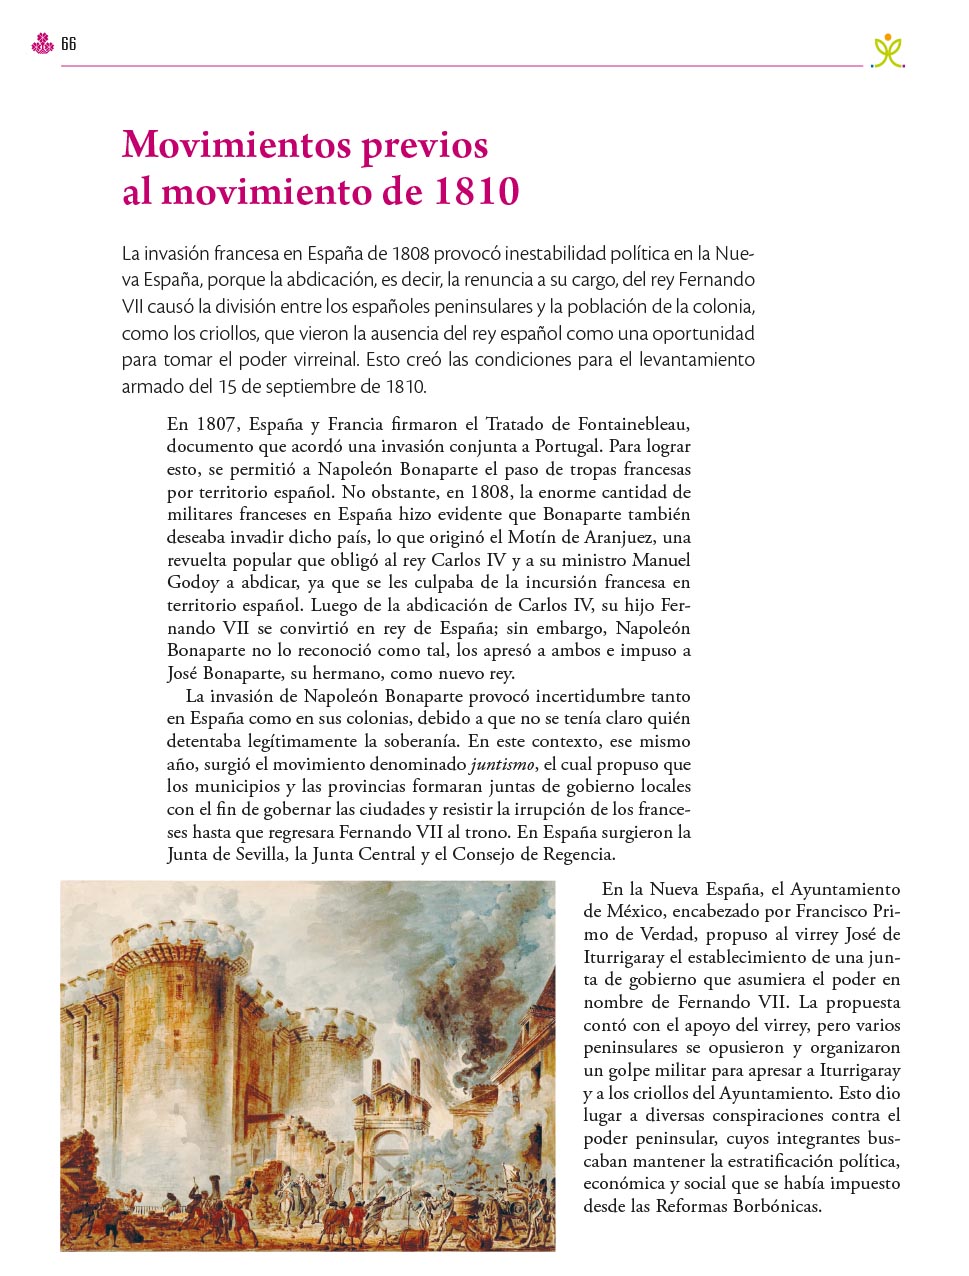 66
Movimientos previos
al movimiento de 1810
La invasión francesa en España de 1808 provocó inestabilidad política en la Nue-
va España, porque la abdicación, es decir, la renuncia a su cargo, del rey Fernando
VII causó la división entre los españoles peninsulares y la población de la colonia,
como los criollos, que vieron la ausencia del rey español como una oportunidad
para tomar el poder virreinal. Esto creó las condiciones para el levantamiento
armado del 15 de septiembre de 1810.
En 1807, España y Francia firmaron el Tratado de Fontainebleau,
documento que acordó una invasión conjunta a Portugal. Para lograr
esto, se permitió a Napoleón Bonaparte el paso de tropas francesas
por territorio español. No obstante, en 1808, la enorme cantidad de
militares franceses en España hizo evidente que Bonaparte también
deseaba invadir dicho país, lo que originó el Motín de Aranjuez, una
revuelta popular que obligó al rey Carlos IV y a su ministro Manuel
Godoy a abdicar, ya que se les culpaba de la incursión francesa en
territorio español. Luego de la abdicación de Carlos IV, su hijo Fer-
nando VII se convirtió en rey de España; sin embargo, Napoleón
Bonaparte no lo reconoció como tal, los apresó a ambos e impuso a
José Bonaparte, su hermano, como nuevo rey.
La invasión de Napoleón Bonaparte provocó incertidumbre tanto
en España como en sus colonias, debido a que no se tenía claro quién
detentaba legítimamente la soberanía. En este contexto, ese mismo
año, surgió el movimiento denominado juntismo, el cual propuso que
los municipios y las provincias formaran juntas de gobierno locales
con el fin de gobernar las ciudades y resistir la irrupción de los france-
ses hasta que regresara Fernando VII al trono. En España surgieron la
Junta de Sevilla, la Junta Central y el Consejo de Regencia.
En la Nueva España, el Ayuntamiento
de México, encabezado por Francisco Pri-
mo de Verdad, propuso al virrey José de
Iturrigaray el establecimiento de una jun-
ta de gobierno que asumiera el poder en
nombre de Fernando VII. La propuesta
contó con el apoyo del virrey, pero varios
peninsulares se opusieron y organizaron
un golpe militar para apresar a Iturrigaray
y a los criollos del Ayuntamiento. Esto dio
lugar a diversas conspiraciones contra el
poder peninsular, cuyos integrantes bus-
caban mantener la estratificación política,
económica y social que se había impuesto
desde las Reformas Borbónicas.